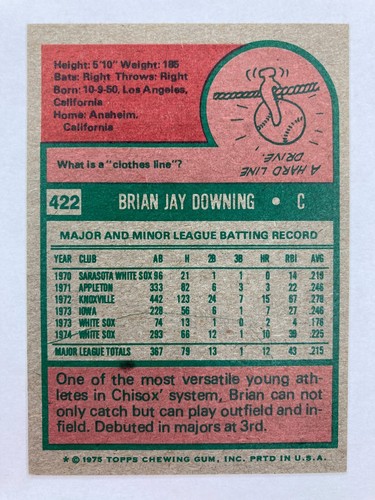 Height: 5'10" Weight: 185
Bats: Right Throws: Right
Born: 10-9-50, Los Angeles,
California
Home: Anaheim,
California
What is a "clothes line"?
A HARD LINE
DRIVE.
422 BRIAN JAY DOWNING • C
MAJOR AND MINOR LEAGUE BATTING RECORD
YEAR CLUB AB H 2B 3B HR RBI AVG
1970 SARASOTA WHITE SOX 96 21 1 1 0 14 .219
1971 APPLETON 333 82 6 3 3 22 .246
1972 KNOXVILLE 442 123 24 7 15 67 .278
1973 IOWA 228 56 6 1 7 27 .246
1973 WHITE SOX 74 13 1 0 2 4 .176
1974 WHITE SOX 293 66 12 1 10 39 .225
MAJOR LEAGUE TOTALS 367 79 13 1 12 43 .215
One of the most versatile young ath-
letes in Chisox' system, Brian can not
only catch but can play outfield and in-
field. Debuted in majors at 3rd.
* © 1975 TOPPS CHEWING GUM, INC. PRTD IN U.S.A.